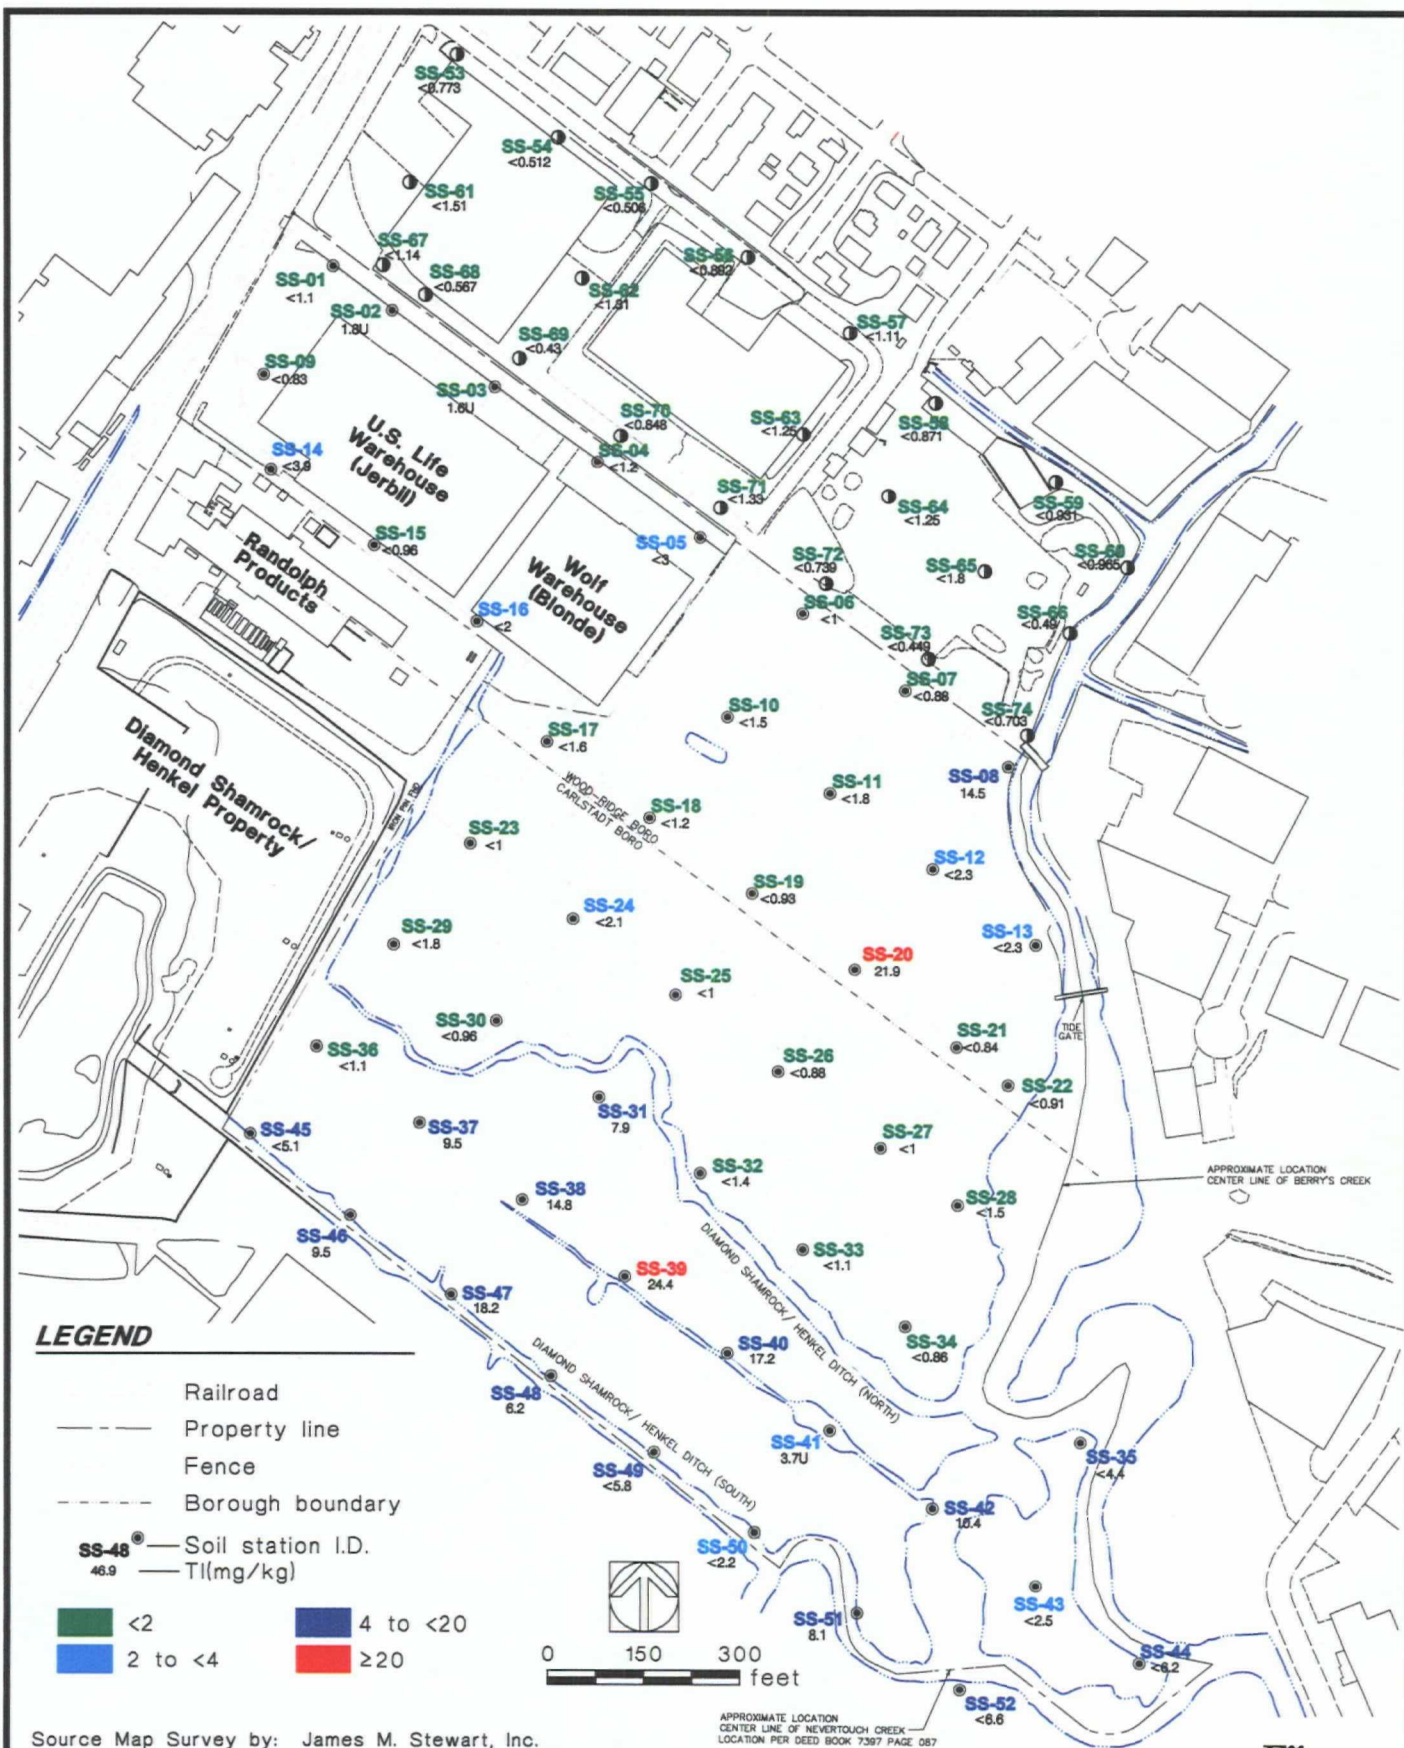 SS-53
<0.773
SS-54
<0.512
SS-61
<1.51
SS-55
<0.506
SS-67
<1.14
SS-56
<0.892
SS-01
<1.1
SS-68
<0.567
SS-62
<1.31
SS-02
1.8U
SS-57
<1.11
SS-69
<0.43
SS-09
<0.83
SS-03
1.6U
SS-58
<0.871
SS-70
<0.848
SS-63
<1.25
SS-14
<3.9
U.S. Life
Warehouse
(Jerbil)
SS-04
<1.2
SS-71
<1.33
SS-64
<1.25
SS-59
<0.931
SS-15
<0.96
SS-05
<3
Randolph
Products
Wolf
Warehouse
(Blonde)
SS-72
<0.739
SS-65
<1.8
SS-60
<0.965
SS-16
<2
SS-06
<1
SS-66
<0.49
SS-73
<0.449
SS-07
<0.88
SS-10
<1.5
SS-74
<0.703
SS-17
<1.6
Diamond Shamrock/
Henkel Property
SS-08
14.5
SS-11
<1.8
WOOD-RIDGE BORO
CARLSTADT BORO
SS-18
<1.2
SS-23
<1
SS-12
<2.3
SS-19
<0.93
SS-24
<2.1
SS-29
<1.8
SS-13
<2.3
SS-20
21.9
SS-25
<1
SS-30
<0.96
TIDE
GATE
SS-21
<0.84
SS-36
<1.1
SS-26
<0.88
SS-22
<0.91
SS-31
7.9
SS-37
9.5
SS-45
<5.1
SS-27
<1
SS-32
<1.4
APPROXIMATE LOCATION
CENTER LINE OF BERRY'S CREEK
SS-38
14.8
SS-28
<1.5
SS-46
9.5
SS-33
<1.1
SS-39
24.4
DIAMOND SHAMROCK/ HENKEL DITCH (NORTH)
SS-47
18.2
SS-34
<0.86
SS-40
17.2
DIAMOND SHAMROCK/ HENKEL DITCH (SOUTH)
SS-48
6.2
SS-41
3.7U
SS-35
<4.4
SS-49
<5.8
SS-42
10.4
SS-50
<2.2
SS-43
<2.5
SS-51
8.1
SS-44
<6.2
SS-52
<6.6
LEGEND
Railroad
Property line
Fence
Borough boundary
SS-48 Soil station I.D.
46.9 Tl(mg/kg)
<2
4 to <20
2 to <4
≥20
0 150 300
feet
APPROXIMATE LOCATION
CENTER LINE OF NEVERTOUCH CREEK
LOCATION PER DEED BOOK 7397 PAGE 087
Source Map Survey by: James M. Stewart, Inc.